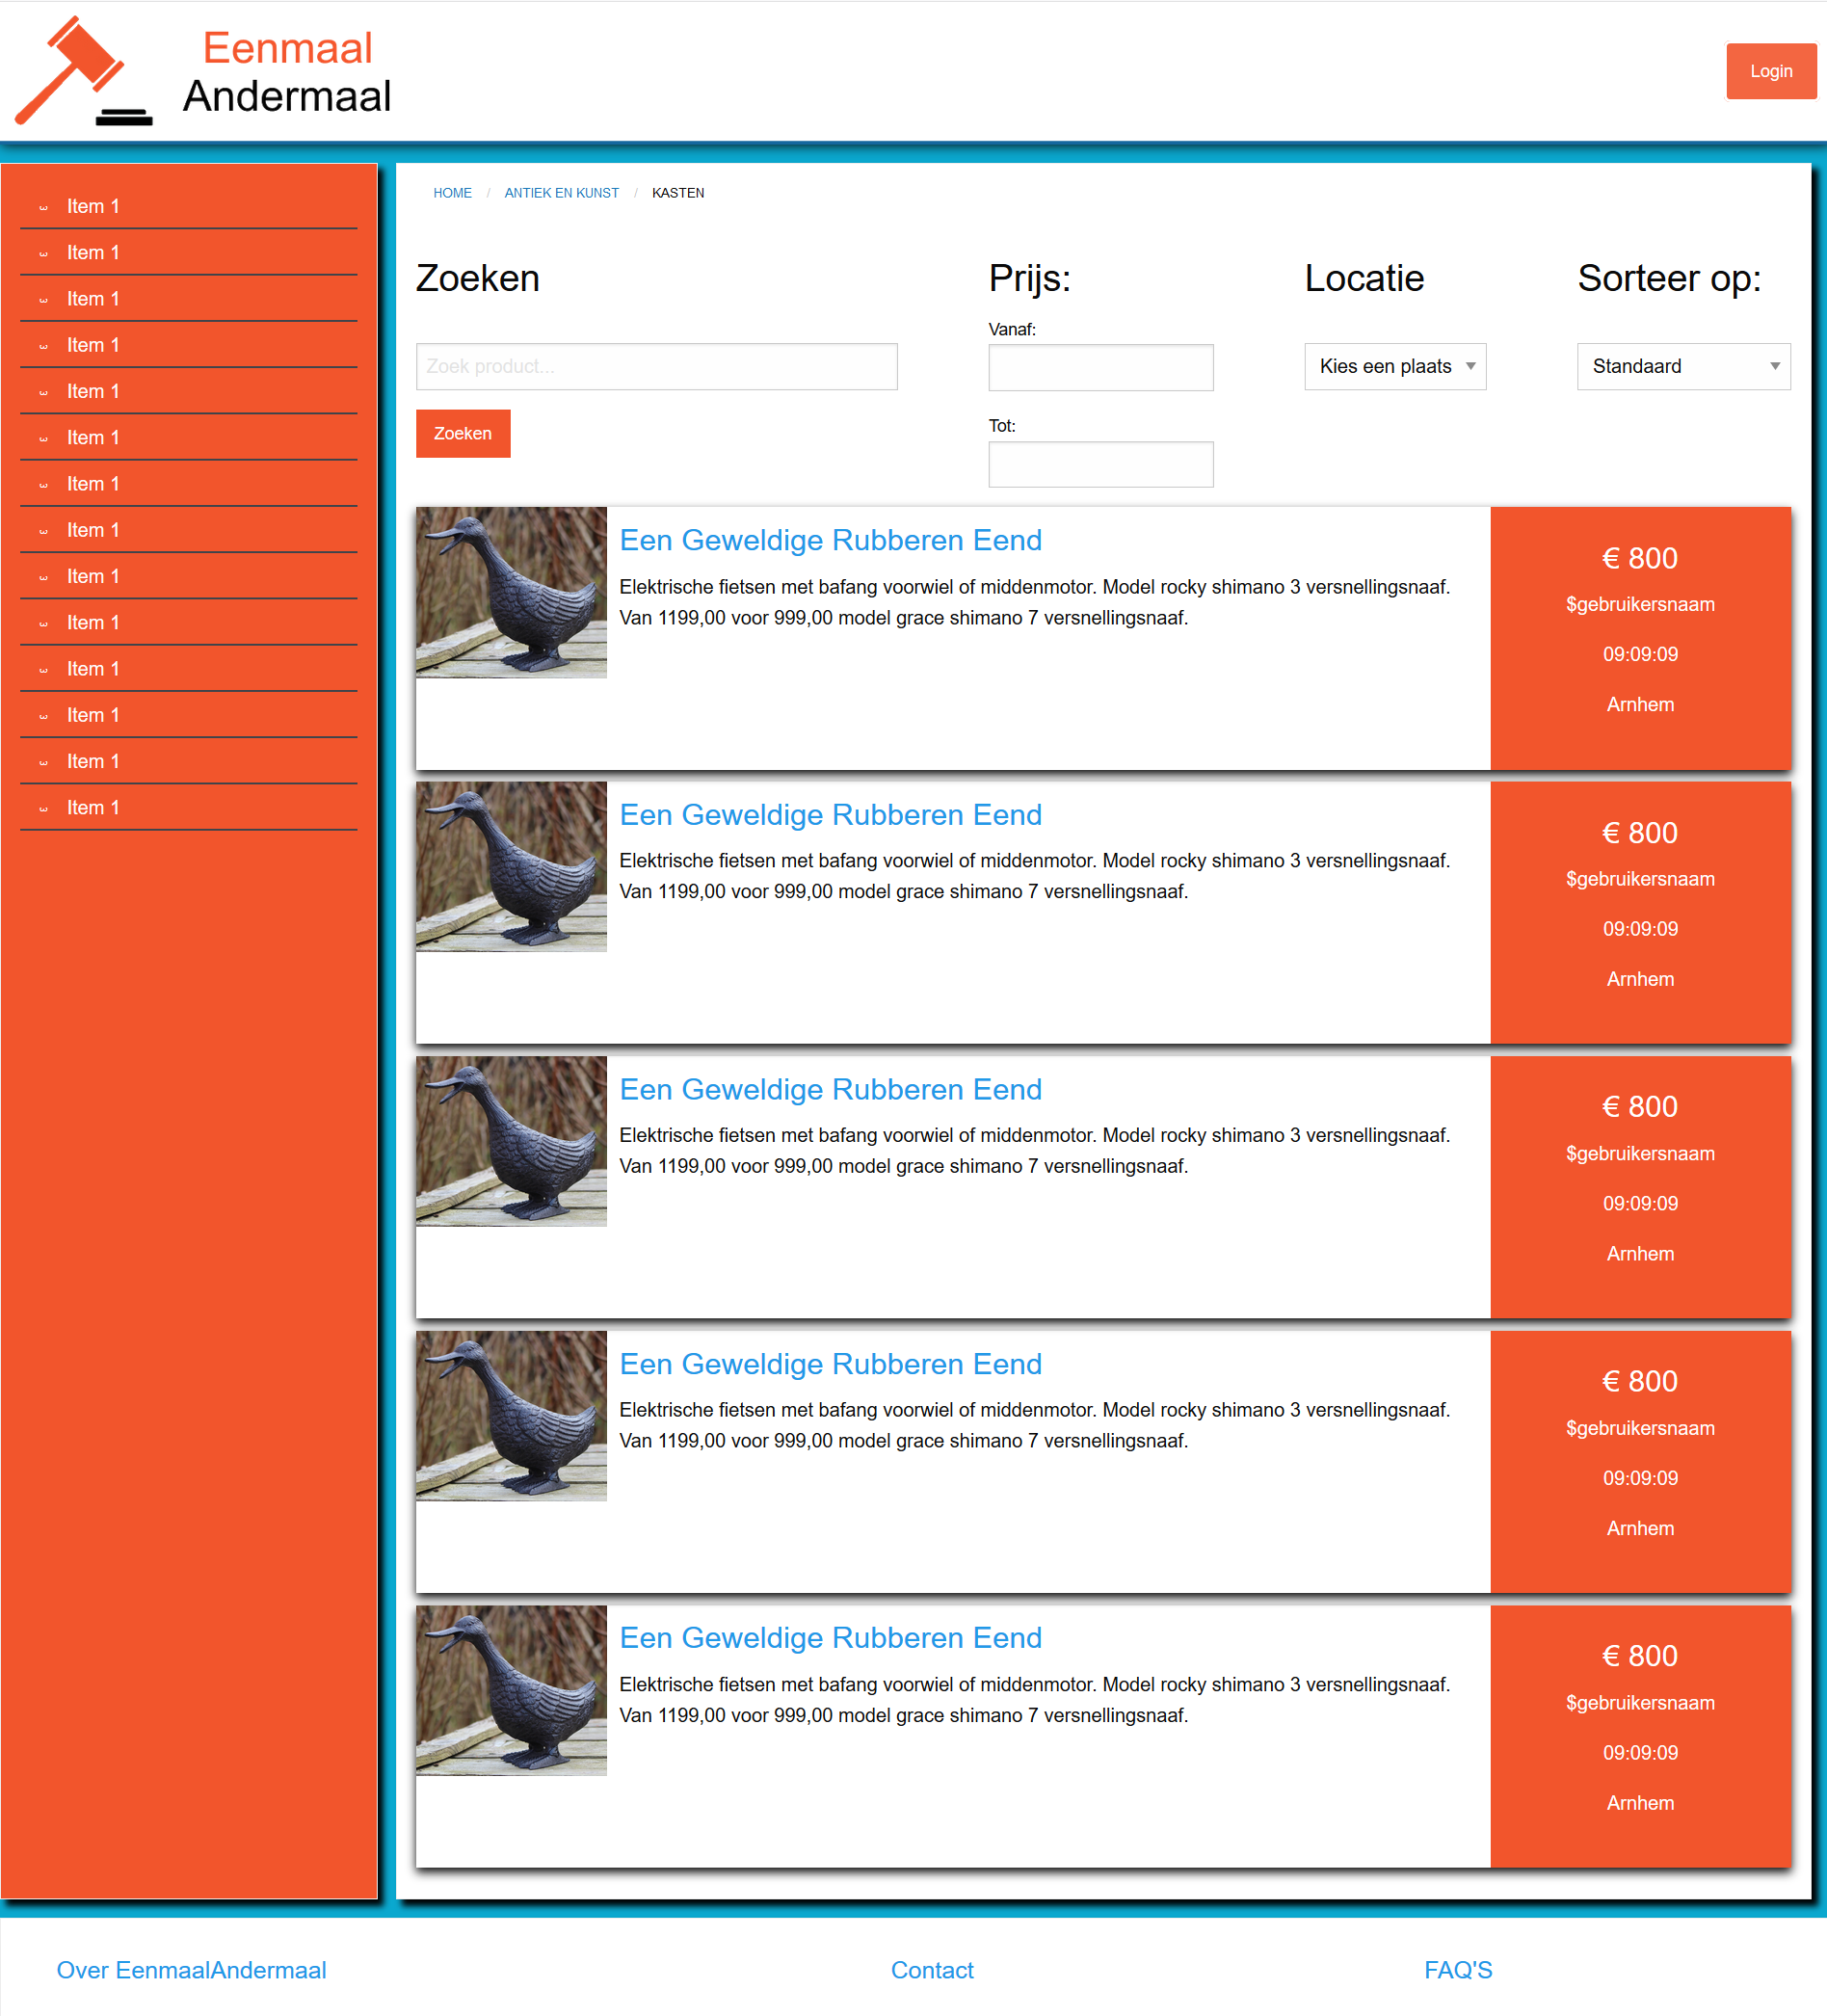 Eenmaal
Andermaal
Login
Item 1
Item 1
Item 1
Item 1
Item 1
Item 1
Item 1
Item 1
Item 1
Item 1
Item 1
Item 1
Item 1
Item 1
HOME / ANTIEK EN KUNST / KASTEN
Zoeken
Zoek product...
Zoeken
Prijs:
Vanaf:
Tot:
Locatie
Kies een plaats
Sorteer op:
Standaard
Een Geweldige Rubberen Eend
Elektrische fietsen met bafang voorwiel of middenmotor. Model rocky shimano 3 versnellingsnaaf.
Van 1199,00 voor 999,00 model grace shimano 7 versnellingsnaaf.
€ 800
$gebruikersnaam
09:09:09
Arnhem
Een Geweldige Rubberen Eend
Elektrische fietsen met bafang voorwiel of middenmotor. Model rocky shimano 3 versnellingsnaaf.
Van 1199,00 voor 999,00 model grace shimano 7 versnellingsnaaf.
€ 800
$gebruikersnaam
09:09:09
Arnhem
Een Geweldige Rubberen Eend
Elektrische fietsen met bafang voorwiel of middenmotor. Model rocky shimano 3 versnellingsnaaf.
Van 1199,00 voor 999,00 model grace shimano 7 versnellingsnaaf.
€ 800
$gebruikersnaam
09:09:09
Arnhem
Een Geweldige Rubberen Eend
Elektrische fietsen met bafang voorwiel of middenmotor. Model rocky shimano 3 versnellingsnaaf.
Van 1199,00 voor 999,00 model grace shimano 7 versnellingsnaaf.
€ 800
$gebruikersnaam
09:09:09
Arnhem
Een Geweldige Rubberen Eend
Elektrische fietsen met bafang voorwiel of middenmotor. Model rocky shimano 3 versnellingsnaaf.
Van 1199,00 voor 999,00 model grace shimano 7 versnellingsnaaf.
€ 800
$gebruikersnaam
09:09:09
Arnhem
Over EenmaalAndermaal
Contact
FAQ'S